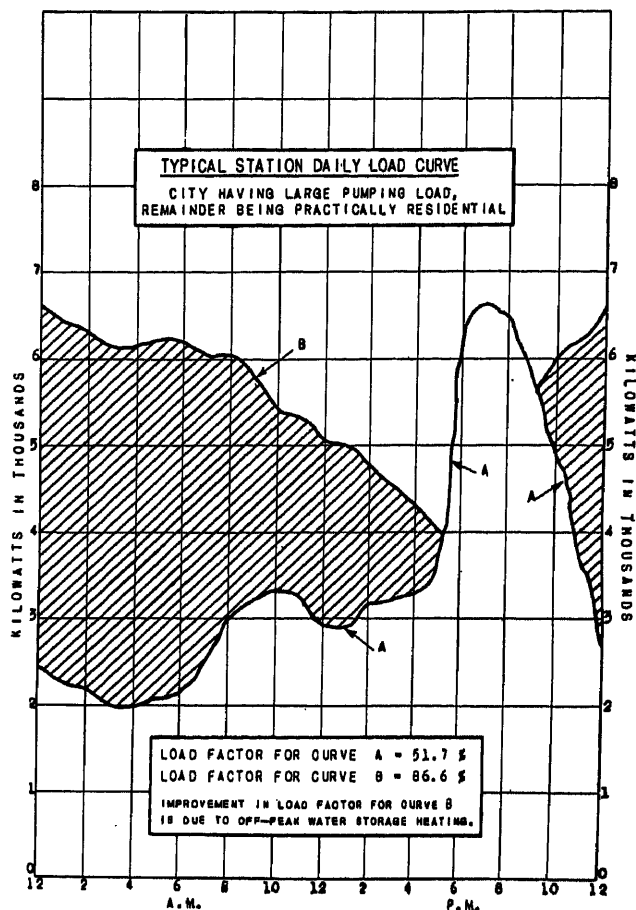 TYPICAL STATION DAILY LOAD CURVE
CITY HAVING LARGE PUMPING LOAD,
REMAINDER BEING PRACTICALLY RESIDENTIAL
8
8
7
7
6
6
5
5
4
4
3
3
2
2
1
1
0
0
KILOWATTS IN THOUSANDS
KILOWATTS IN THOUSANDS
B
A
A
A
LOAD FACTOR FOR CURVE A = 51.7 %
LOAD FACTOR FOR CURVE B = 86.6 %
IMPROVEMENT IN LOAD FACTOR FOR CURVE B
IS DUE TO OFF-PEAK WATER STORAGE HEATING.
12 2 4 6 8 10 12 2 4 6 8 10 12
A.M. P.M.